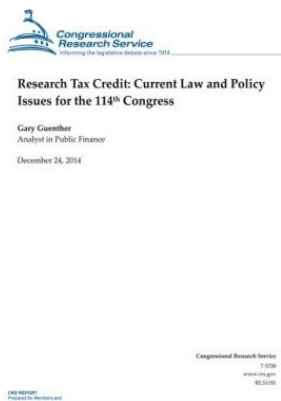 Congressional
Research Service
Informing the legislative debate since 1914
Research Tax Credit: Current Law and Policy
Issues for the 114th Congress
Gary Guenther
Analyst in Public Finance
December 24, 2014
Congressional Research Service
7-5700
www.crs.gov
RL31181
CRS REPORT
Prepared for Members and